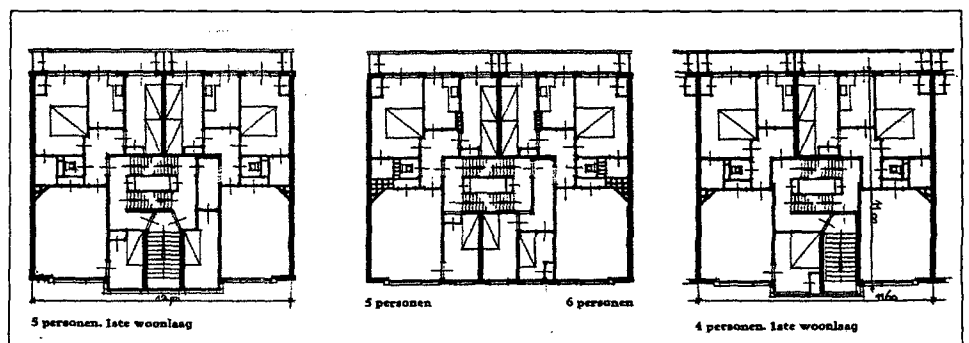 5 personen. 1ste woonlaag
5 personen
6 personen
4 personen. 1ste woonlaag